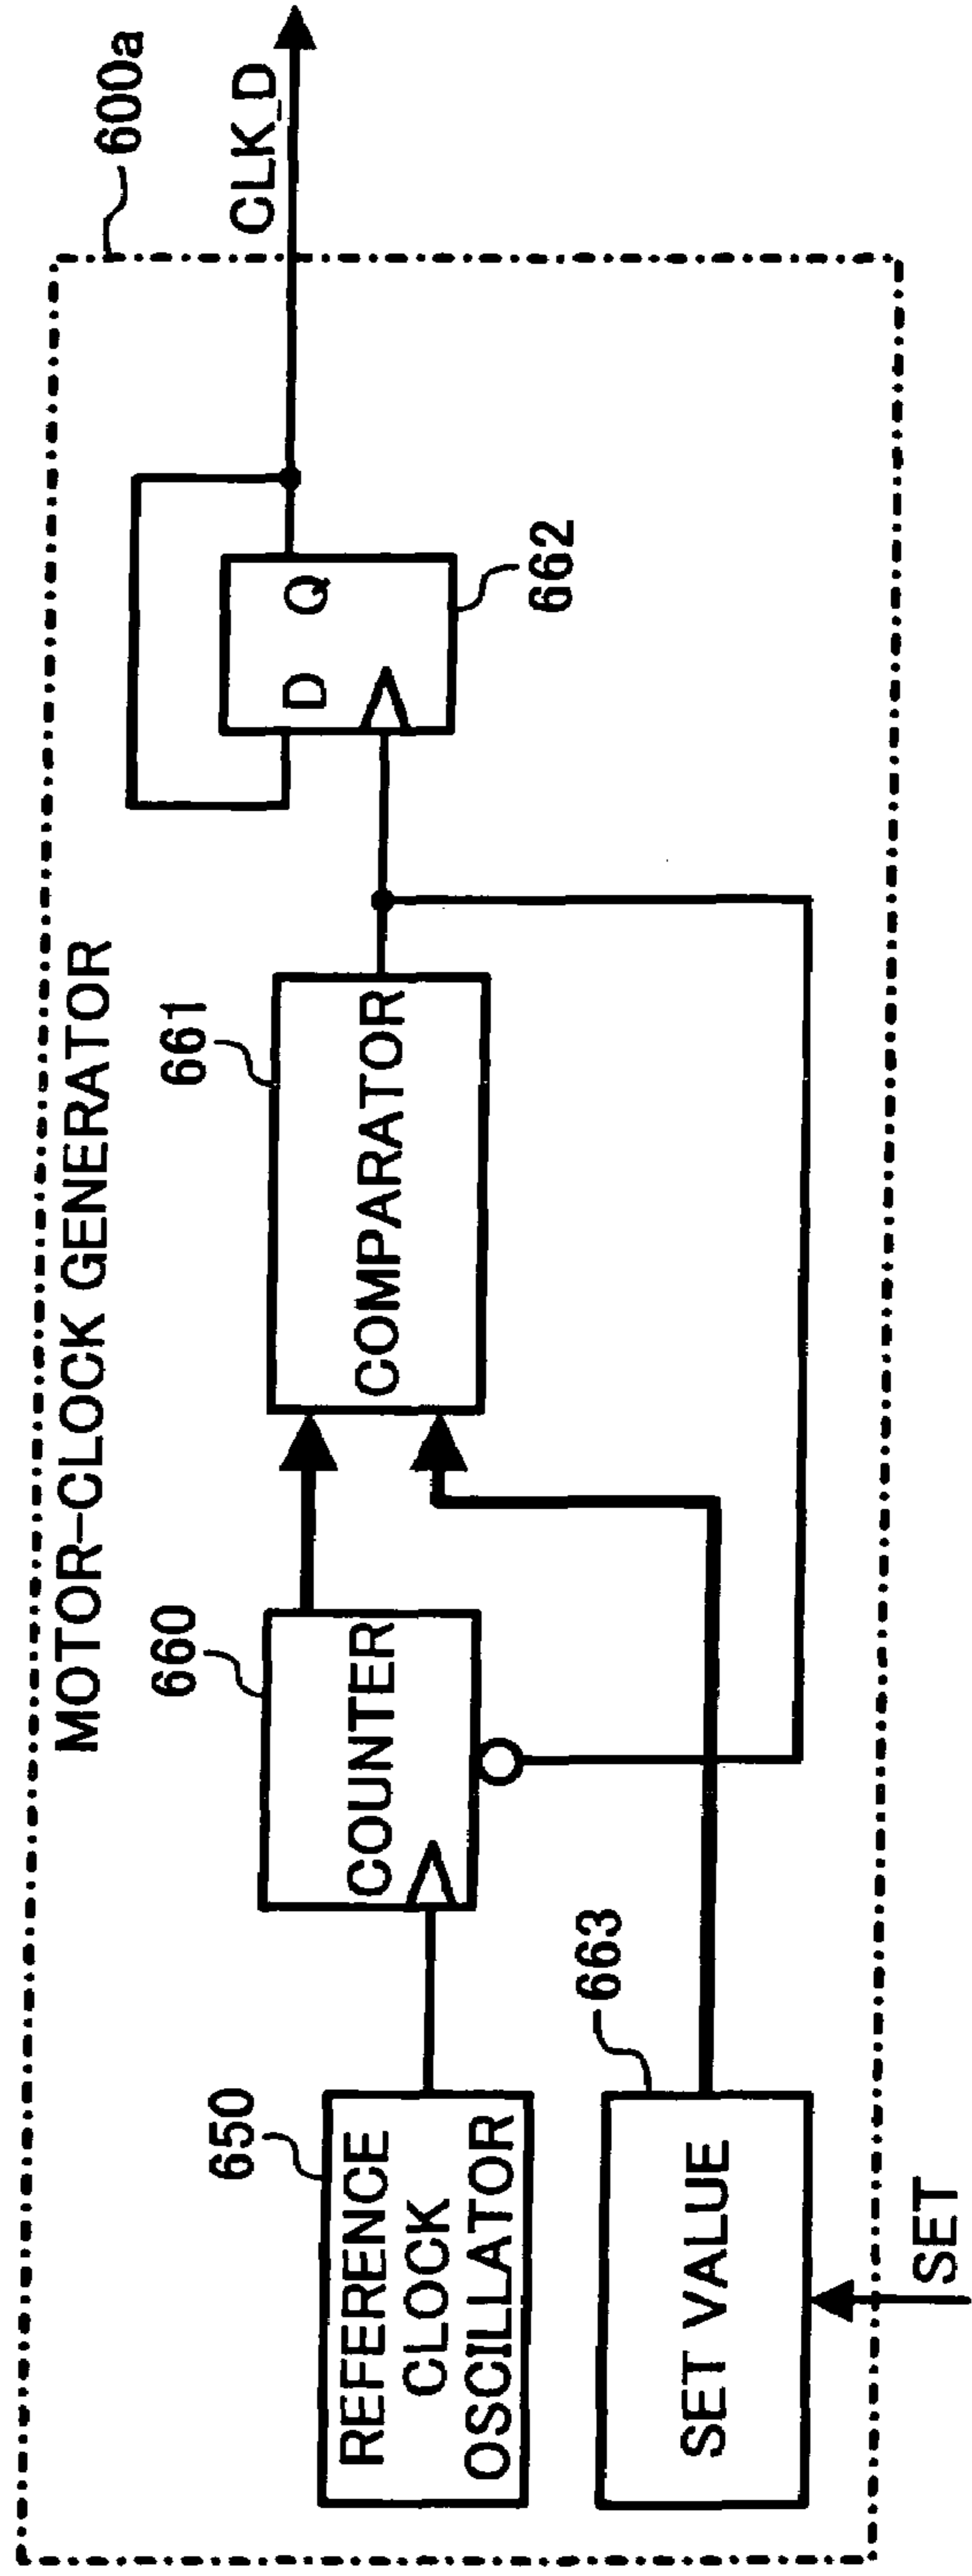 MOTOR-CLOCK GENERATOR
600a
CLK_D
650
REFERENCE
CLOCK
OSCILLATOR
660
COUNTER
661
COMPARATOR
D Q
662
663
SET VALUE
SET